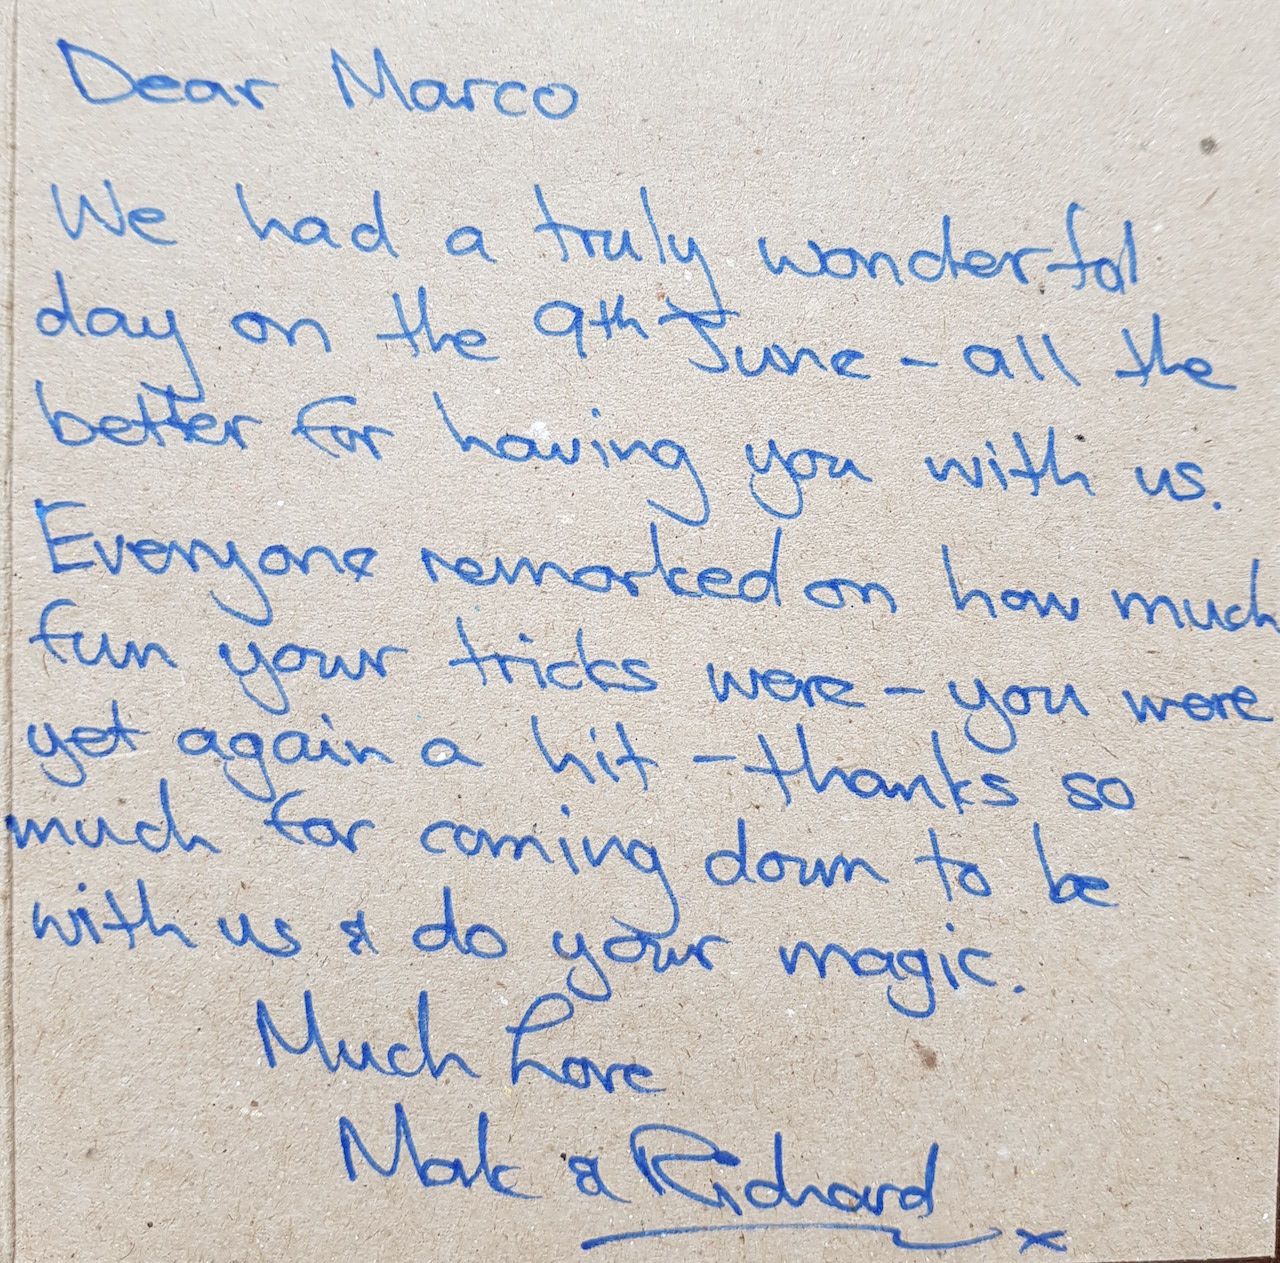 Dear Marco
We had a truly wonderful
day on the 9th June - all the
better for having you with us.
Everyone remarked on how much
fun your tricks were - you were
yet again a hit - thanks so
much for coming down to be
with us & do your magic.
Much Love
Mark & Richard x